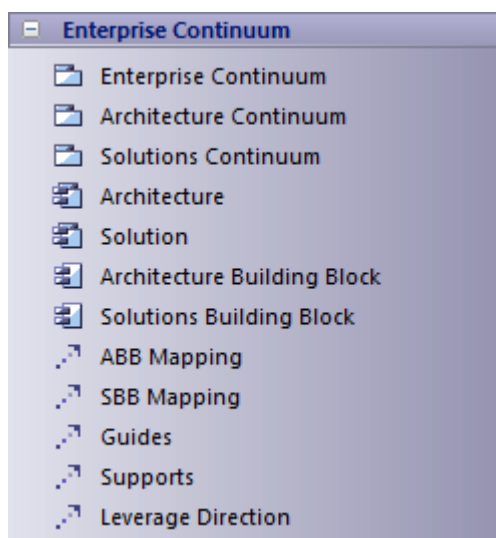 Enterprise Continuum
Enterprise Continuum
Architecture Continuum
Solutions Continuum
Architecture
Solution
Architecture Building Block
Solutions Building Block
ABB Mapping
SBB Mapping
Guides
Supports
Leverage Direction